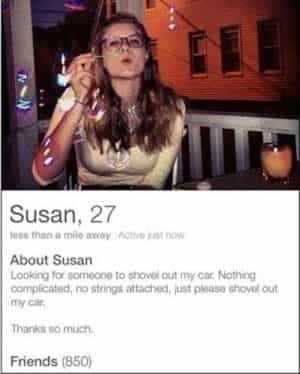 Susan, 27
less than a mile away Active just now
About Susan
Looking for someone to shovel out my car. Nothing
complicated, no strings attached, just please shovel out
my car.
Thanks so much.
Friends (850)